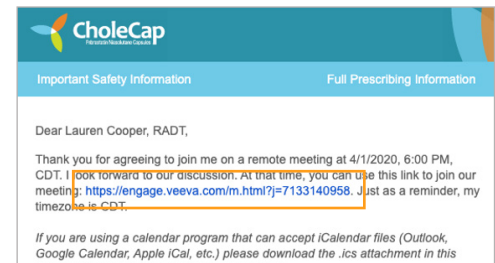 CholeCap
Important Safety Information Full Prescribing Information
Dear Lauren Cooper, RADT,
Thank you for agreeing to join me on a remote meeting at 4/1/2020, 6:00 PM,
CDT. I look forward to our discussion. At that time, you can use this link to join our
meeting: https://engage.veeva.com/m.html?j=7133140958. Just as a reminder, my
timezone is CDT.
If you are using a calendar program that can accept iCalendar files (Outlook,
Google Calendar, Apple iCal, etc.) please download the .ics attachment in this